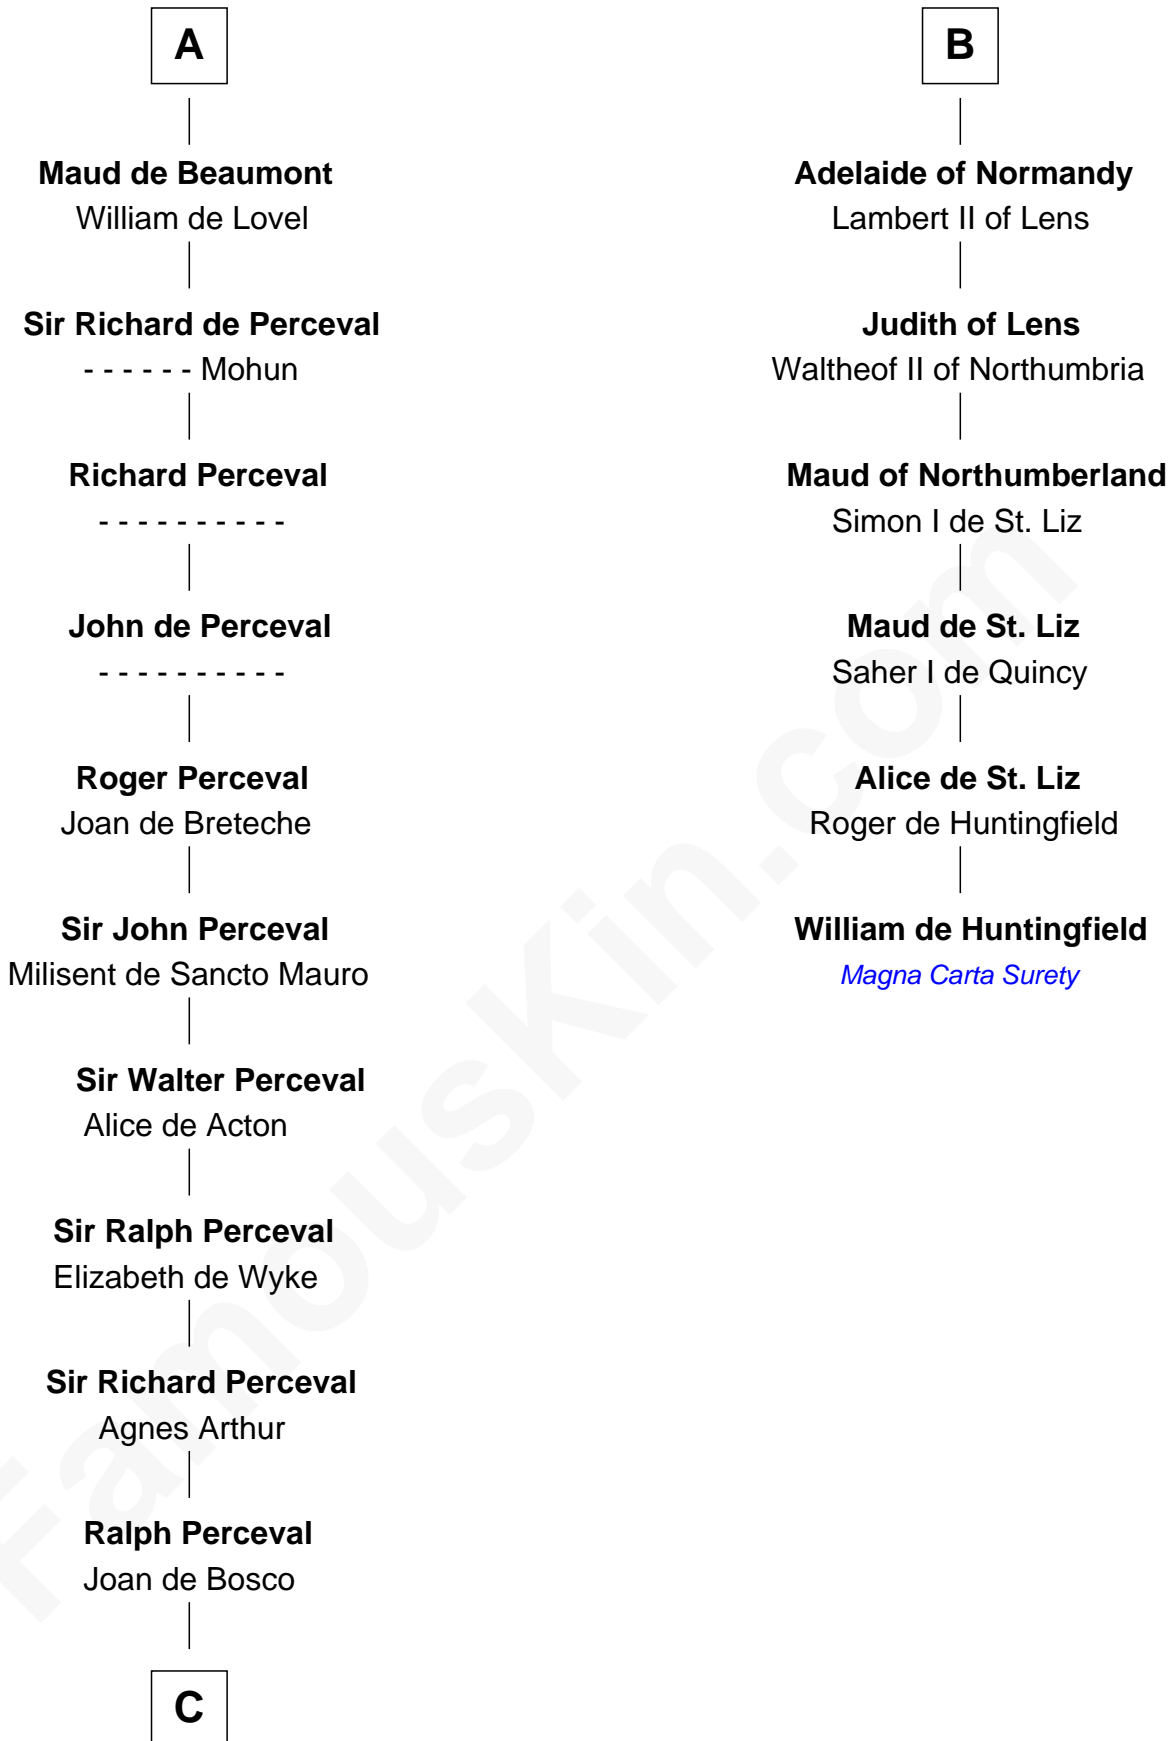 A
Maud de Beaumont
William de Lovel
Sir Richard de Perceval
- - - - - - Mohun
Richard Perceval
- - - - - - - - - -
John de Perceval
- - - - - - - - - -
Roger Perceval
Joan de Breteche
Sir John Perceval
Milisent de Sancto Mauro
Sir Walter Perceval
Alice de Acton
Sir Ralph Perceval
Elizabeth de Wyke
Sir Richard Perceval
Agnes Arthur
Ralph Perceval
Joan de Bosco
C
B
Adelaide of Normandy
Lambert II of Lens
Judith of Lens
Waltheof II of Northumbria
Maud of Northumberland
Simon I de St. Liz
Maud de St. Liz
Saher I de Quincy
Alice de St. Liz
Roger de Huntingfield
William de Huntingfield
Magna Carta Surety
FamousKin.com